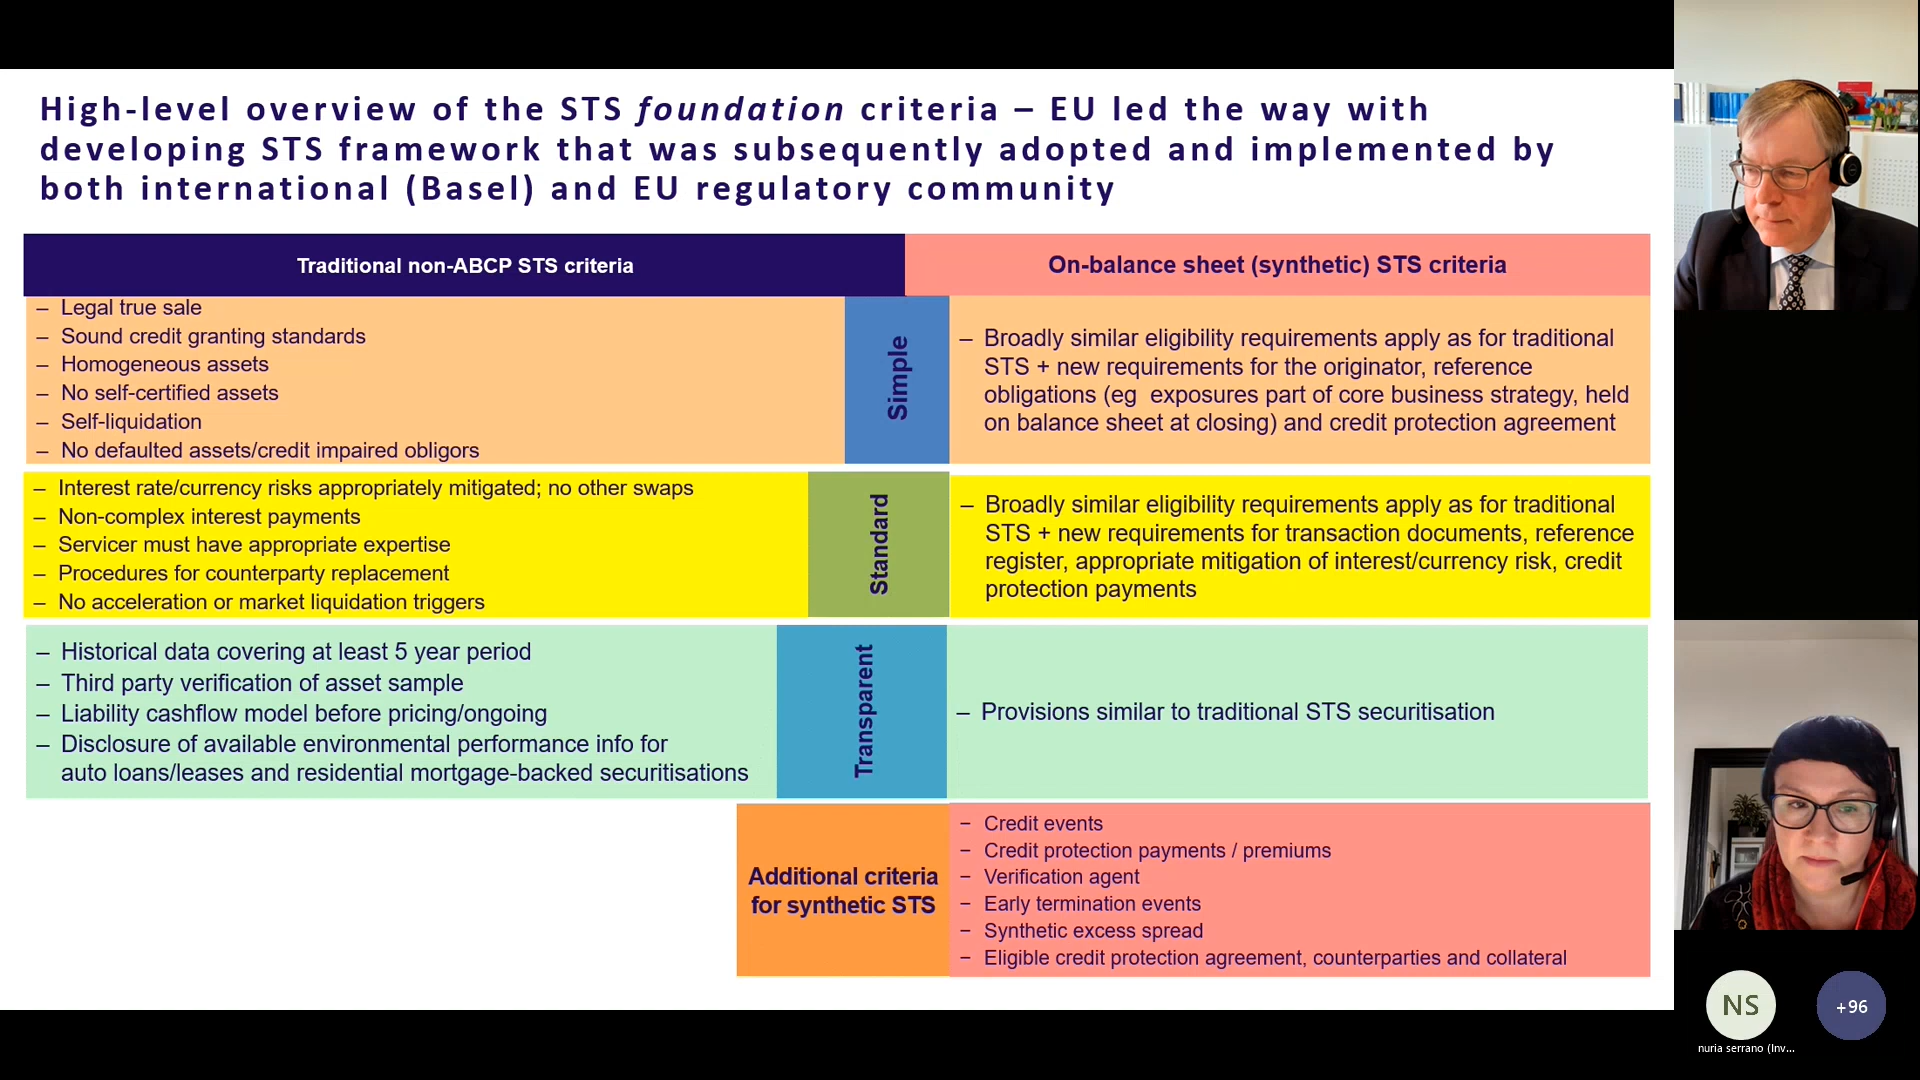 High-level overview of the STS foundation criteria – EU led the way with
developing STS framework that was subsequently adopted and implemented by
both international (Basel) and EU regulatory community
Traditional non-ABCP STS criteria
On-balance sheet (synthetic) STS criteria
– Legal true sale
– Sound credit granting standards
– Homogeneous assets
– No self-certified assets
– Self-liquidation
– No defaulted assets/credit impaired obligors
Simple
– Broadly similar eligibility requirements apply as for traditional
STS + new requirements for the originator, reference
obligations (eg exposures part of core business strategy, held
on balance sheet at closing) and credit protection agreement
– Interest rate/currency risks appropriately mitigated; no other swaps
– Non-complex interest payments
– Servicer must have appropriate expertise
– Procedures for counterparty replacement
– No acceleration or market liquidation triggers
Standard
– Broadly similar eligibility requirements apply as for traditional
STS + new requirements for transaction documents, reference
register, appropriate mitigation of interest/currency risk, credit
protection payments
– Historical data covering at least 5 year period
– Third party verification of asset sample
– Liability cashflow model before pricing/ongoing
– Disclosure of available environmental performance info for
auto loans/leases and residential mortgage-backed securitisations
Transparent
– Provisions similar to traditional STS securitisation
Additional criteria
for synthetic STS
− Credit events
− Credit protection payments / premiums
− Verification agent
− Early termination events
− Synthetic excess spread
− Eligible credit protection agreement, counterparties and collateral
NS
+96
nuria serrano (Inv...